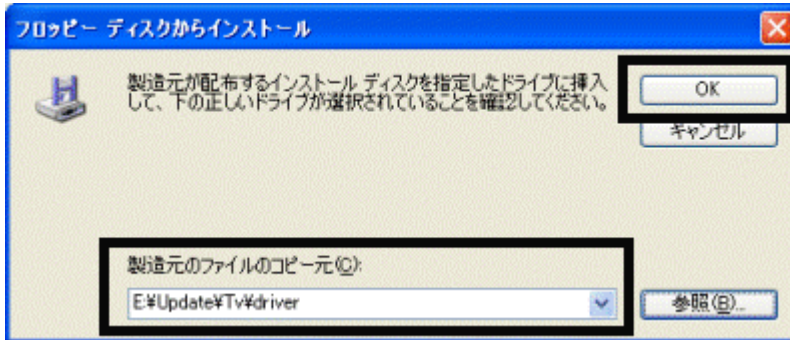 フロッピー ディスクからインストール
製造元が配布するインストール ディスクを指定したドライブに挿入
して、下の正しいドライブが選択されていることを確認してください。
OK
キャンセル
製造元のファイルのコピー元(C):
E:¥Update¥Tv¥driver
参照(B)...